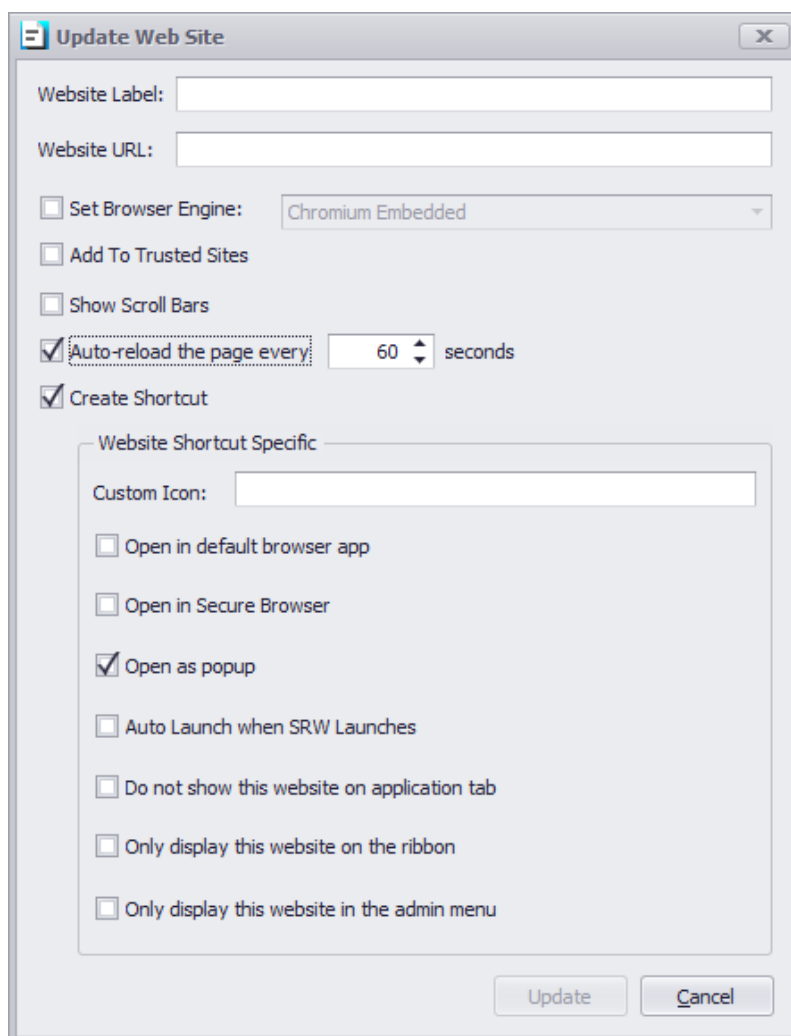 Update Web Site
Website Label:
Website URL:
Set Browser Engine: Chromium Embedded
Add To Trusted Sites
Show Scroll Bars
Auto-reload the page every 60 seconds
Create Shortcut
Website Shortcut Specific
Custom Icon:
Open in default browser app
Open in Secure Browser
Open as popup
Auto Launch when SRW Launches
Do not show this website on application tab
Only display this website on the ribbon
Only display this website in the admin menu
Update Cancel